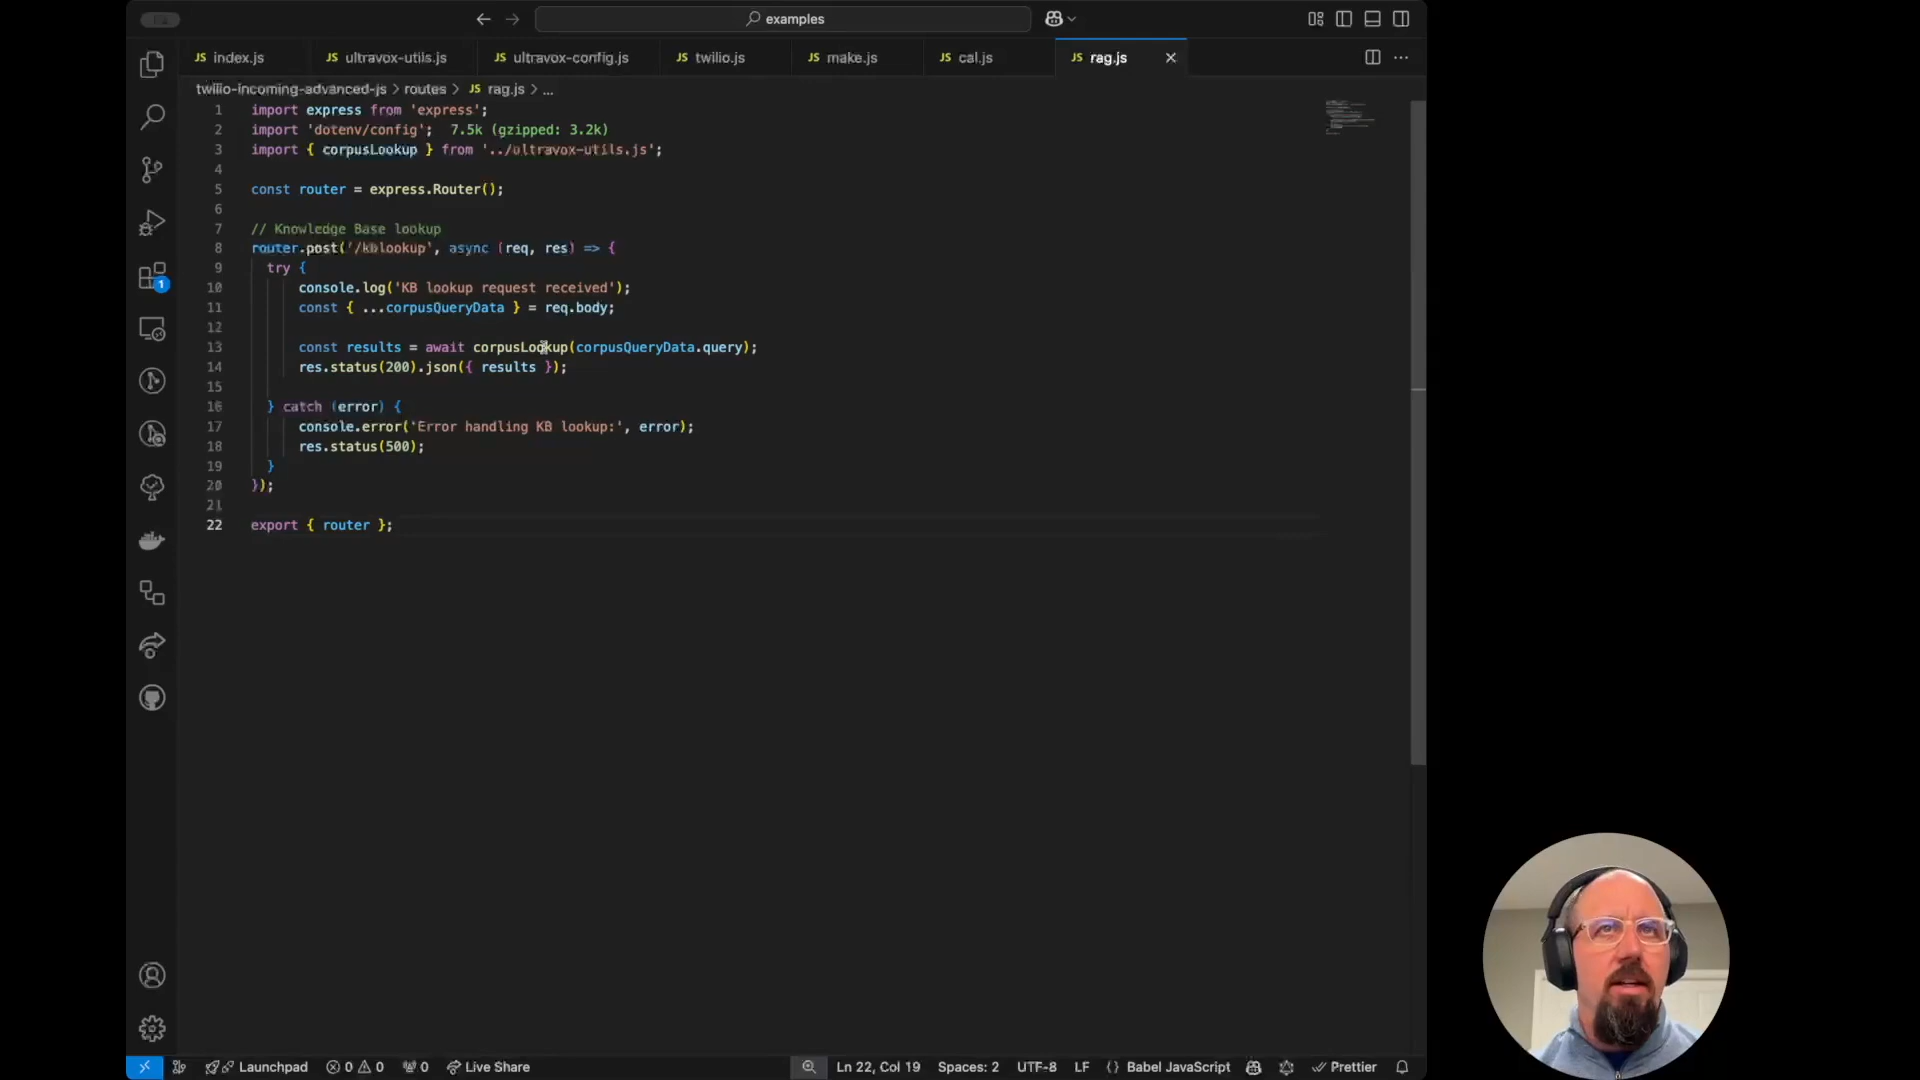 examples
JS index.js
JS ultravox-utils.js
JS ultravox-config.js
JS twilio.js
JS make.js
JS cal.js
JS rag.js
twilio-incoming-advanced-js > routes > JS rag.js > ...
1 import express from 'express';
2 import 'dotenv/config'; 7.5k (gzipped: 3.2k)
3 import { corpusLookup } from '../ultravox-utils.js';
4
5 const router = express.Router();
6
7 // Knowledge Base lookup
8 router.post('/kblookup', async (req, res) => {
9 try {
10 console.log('KB lookup request received');
11 const { ...corpusQueryData } = req.body;
12
13 const results = await corpusLookup(corpusQueryData.query);
14 res.status(200).json({ results });
15
16 } catch (error) {
17 console.error('Error handling KB lookup:', error);
18 res.status(500);
19 }
20 });
21
22 export { router };
1
Launchpad 0 0 0 Live Share Ln 22, Col 19 Spaces: 2 UTF-8 LF {} Babel JavaScript Prettier